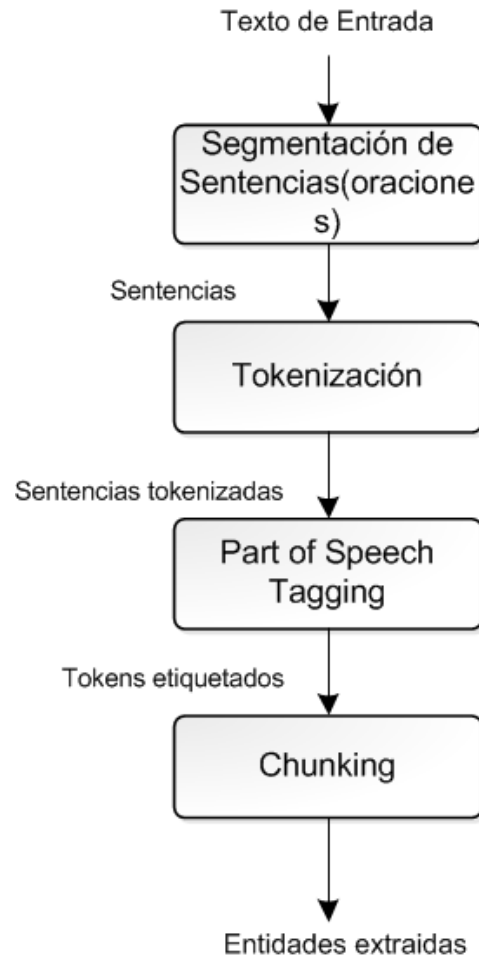 Texto de Entrada
Segmentación de
Sentencias(oracione
s)
Sentencias
Tokenización
Sentencias tokenizadas
Part of Speech
Tagging
Tokens etiquetados
Chunking
Entidades extraidas